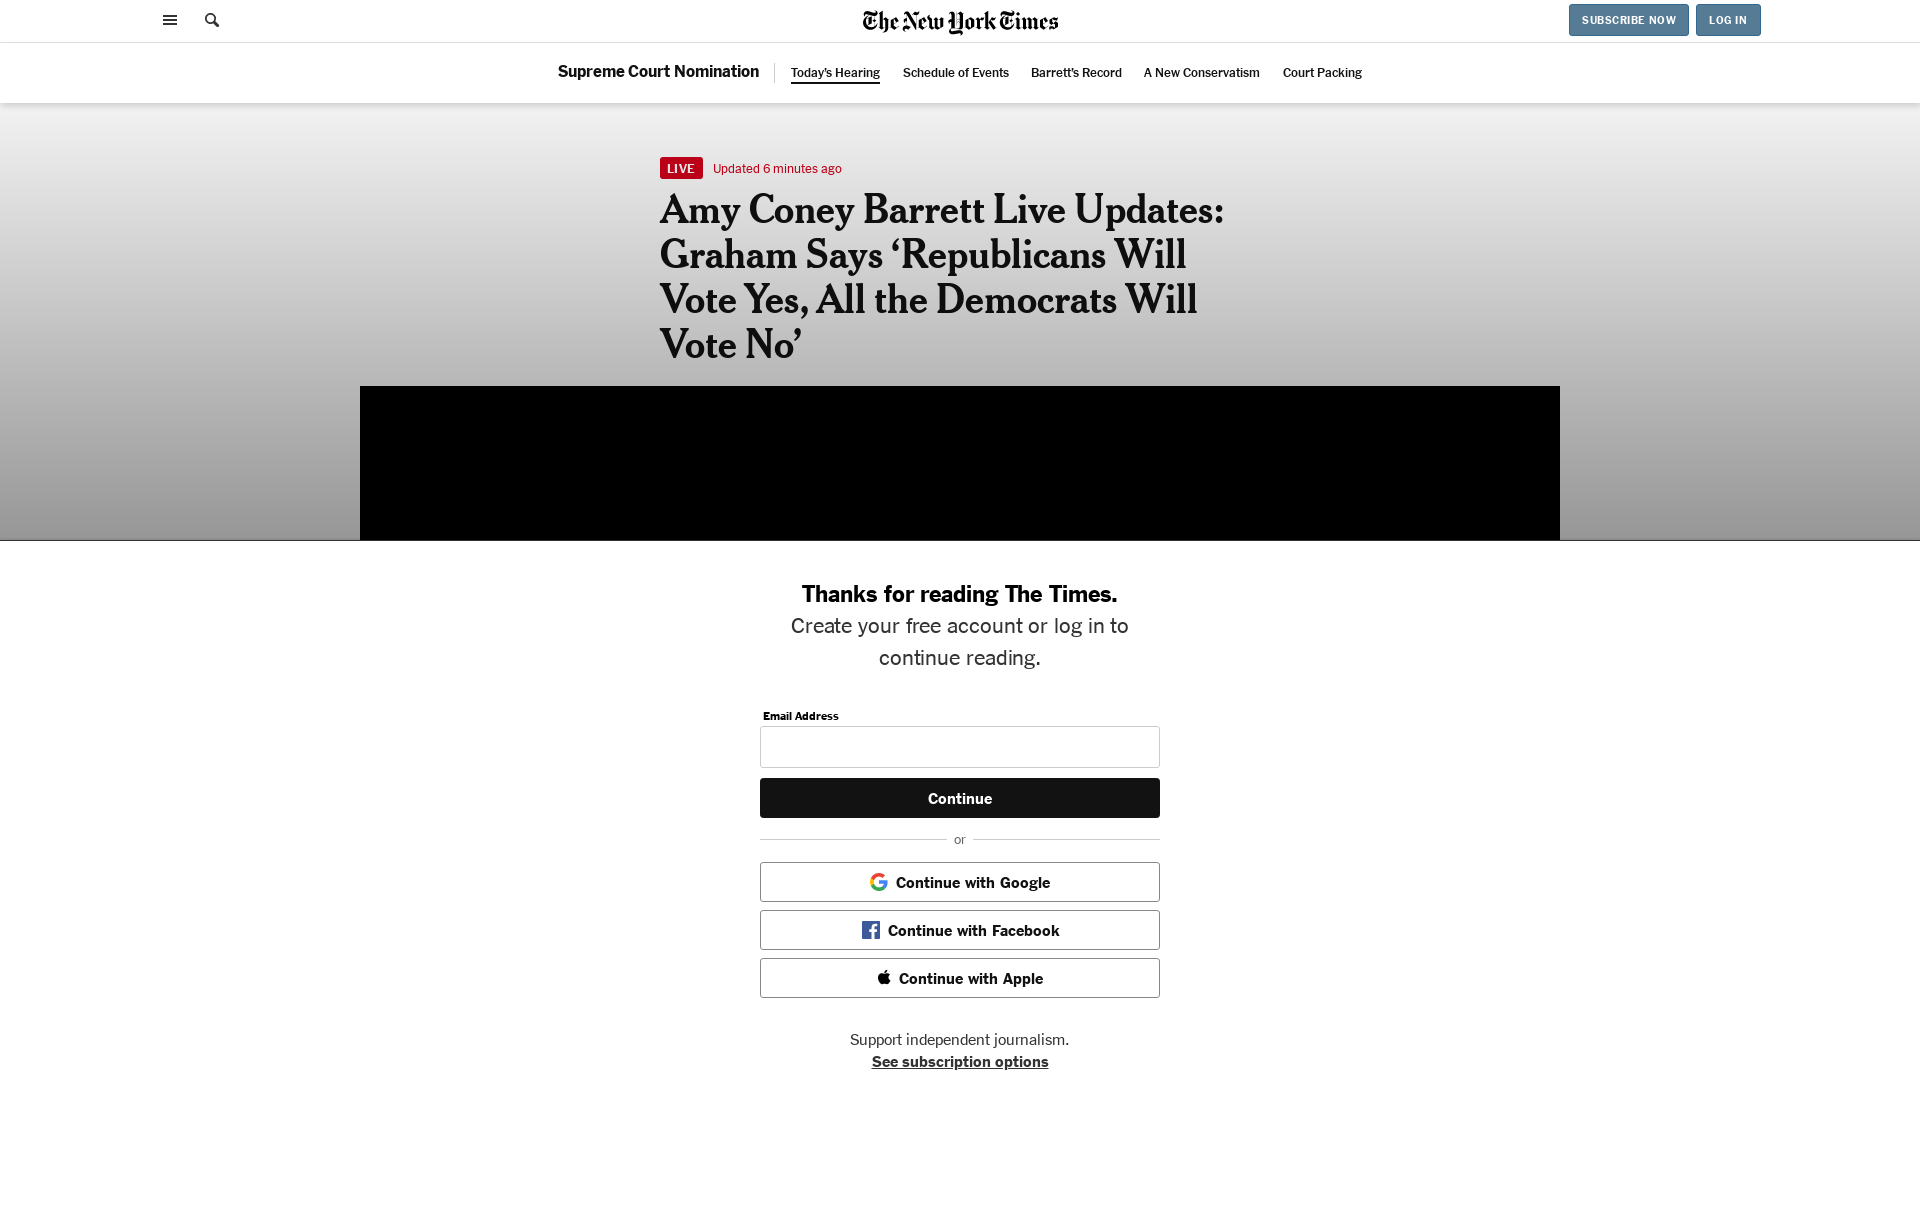 The New York Times
SUBSCRIBE NOW
LOG IN
Supreme Court Nomination
Today's Hearing
Schedule of Events
Barrett's Record
A New Conservatism
Court Packing
LIVE
Updated 6 minutes ago
Amy Coney Barrett Live Updates:
Graham Says ‘Republicans Will
Vote Yes, All the Democrats Will
Vote No’
Thanks for reading The Times.
Create your free account or log in to
continue reading.
Email Address
Continue
or
Continue with Google
Continue with Facebook
Continue with Apple
Support independent journalism.
See subscription options